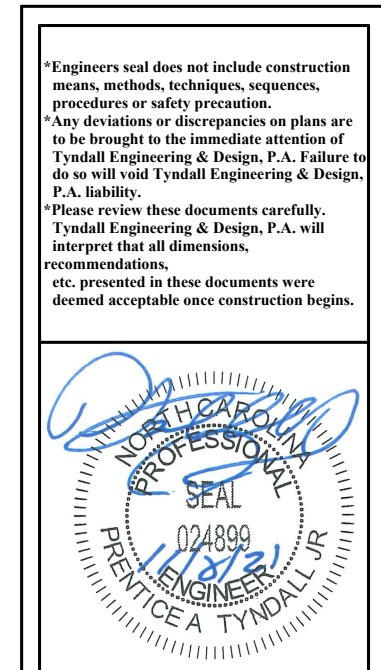 *Engineers seal does not include construction
means, methods, techniques, sequences,
procedures or safety precaution.
*Any deviations or discrepancies on plans are
to be brought to the immediate attention of
Tyndall Engineering & Design, P.A. Failure to
do so will void Tyndall Engineering & Design,
P.A. liability.
*Please review these documents carefully.
Tyndall Engineering & Design, P.A. will
interpret that all dimensions,
recommendations,
etc. presented in these documents were
deemed acceptable once construction begins.
NORTH CAROLINA
PROFESSIONAL
SEAL
024899
11/8/21
ENGINEER
PRENTICE A TYNDALL JR